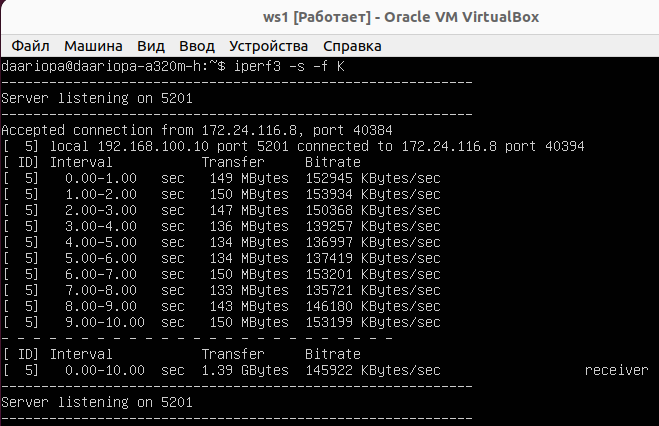 ws1 [Работает] - Oracle VM VirtualBox
Файл Машина Вид Ввод Устройства Справка
daariopa@daariopa-a320m-h:~$ iperf3 -s -f K
-----------------------------------------------------------
Server listening on 5201
-----------------------------------------------------------
Accepted connection from 172.24.116.8, port 40384
[  5] local 192.168.100.10 port 5201 connected to 172.24.116.8 port 40394
[ ID] Interval           Transfer     Bitrate
[  5]   0.00-1.00   sec   149 MBytes  152945 KBytes/sec
[  5]   1.00-2.00   sec   150 MBytes  153934 KBytes/sec
[  5]   2.00-3.00   sec   147 MBytes  150368 KBytes/sec
[  5]   3.00-4.00   sec   136 MBytes  139257 KBytes/sec
[  5]   4.00-5.00   sec   134 MBytes  136997 KBytes/sec
[  5]   5.00-6.00   sec   134 MBytes  137419 KBytes/sec
[  5]   6.00-7.00   sec   150 MBytes  153201 KBytes/sec
[  5]   7.00-8.00   sec   133 MBytes  135721 KBytes/sec
[  5]   8.00-9.00   sec   143 MBytes  146180 KBytes/sec
[  5]   9.00-10.00  sec   150 MBytes  153199 KBytes/sec
- - - - - - - - - - - - - - - - - - - - - - - - -
[ ID] Interval           Transfer     Bitrate
[  5]   0.00-10.00  sec  1.39 GBytes  145922 KBytes/sec                  receiver
-----------------------------------------------------------
Server listening on 5201
-----------------------------------------------------------